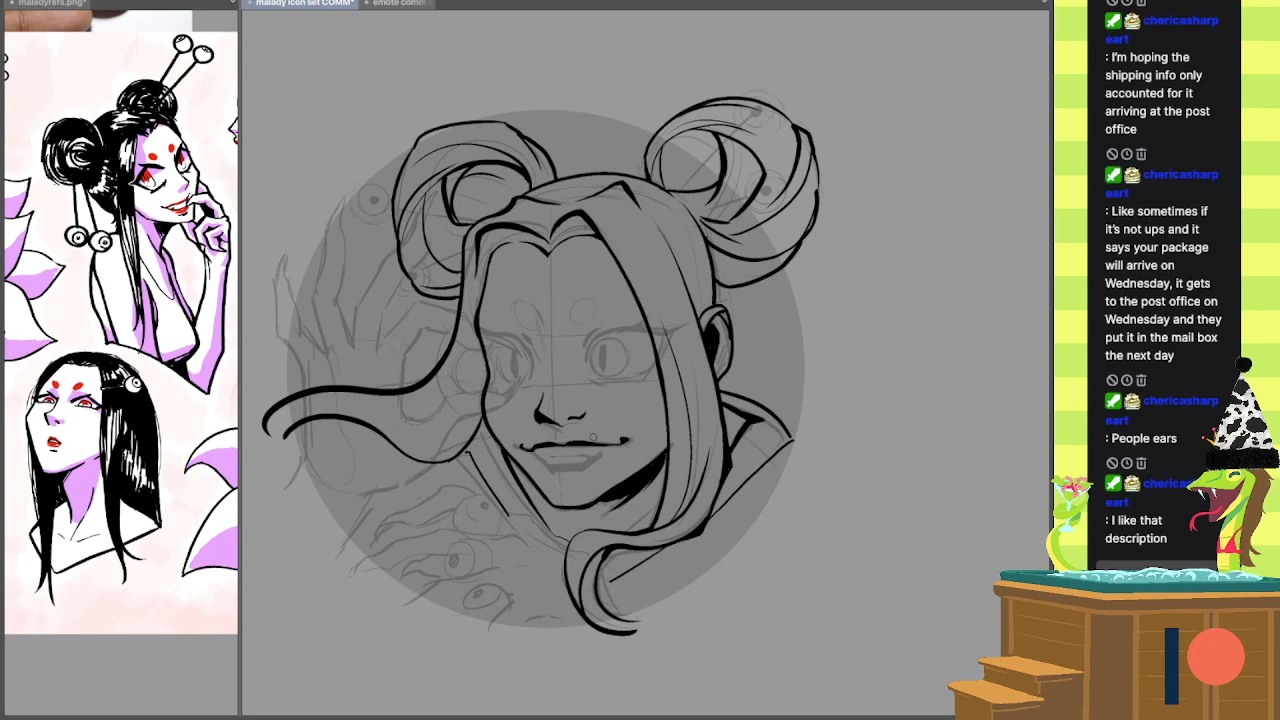 maladyrefs.png*
malady icon set COMM*
emote comm
chericasharp
eart
: I'm hoping the
shipping info only
accounted for it
arriving at the post
office
chericasharp
eart
: Like sometimes if
it's not ups and it
says your package
will arrive on
Wednesday, it gets
to the post office on
Wednesday and they
put it in the mail box
the next day
chericasharp
eart
: People ears
eart
: I like that
description